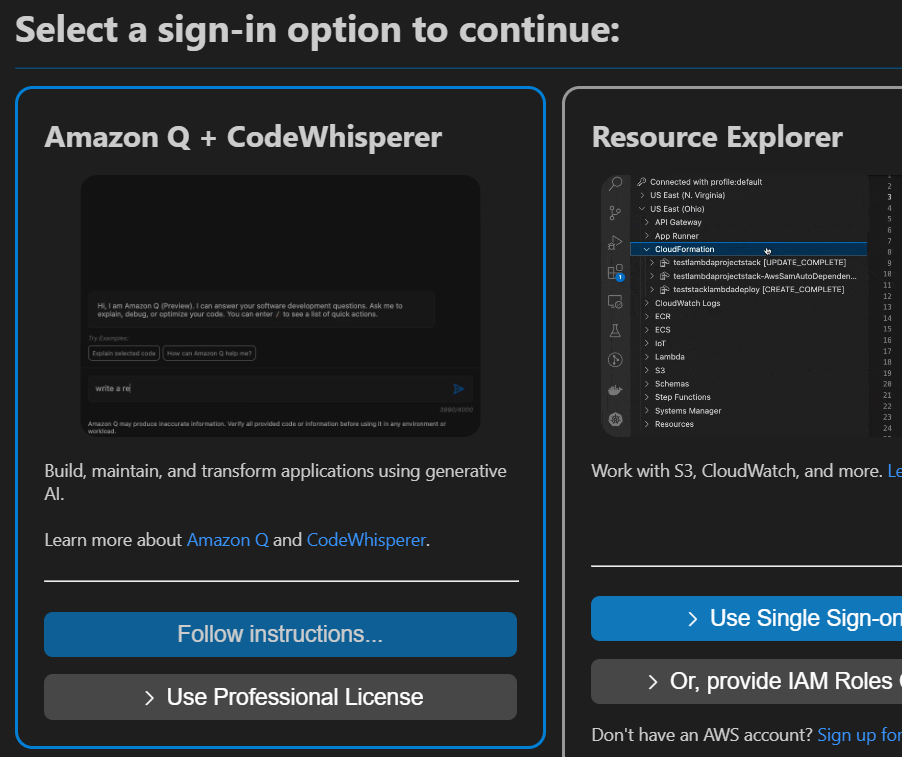 Select a sign-in option to continue:
Amazon Q + CodeWhisperer
Hi, I am Amazon Q (Preview). I can answer your software development questions. Ask me to
explain, debug, or optimize your code. You can enter / to see a list of quick actions.
Try Examples:
Explain selected code
How can Amazon Q help me?
write a re
3990/4000
Amazon Q may produce inaccurate information. Verify all provided code or information before using it in any environment or
workload.
Build, maintain, and transform applications using generative
AI.
Learn more about Amazon Q and CodeWhisperer.
Follow instructions...
> Use Professional License
Resource Explorer
Connected with profile:default
US East (N. Virginia)
US East (Ohio)
API Gateway
App Runner
CloudFormation
testlambdaprojectstack [UPDATE_COMPLETE]
testlambdaprojectstack-AwsSamAutoDependen...
teststacklambdadeploy [CREATE_COMPLETE]
CloudWatch Logs
ECR
ECS
IoT
Lambda
S3
Schemas
Step Functions
Systems Manager
Resources
1
2
3
4
5
6
7
8
9
10
11
12
13
14
15
16
17
18
19
20
21
22
23
24
Work with S3, CloudWatch, and more. Le
> Use Single Sign-on
> Or, provide IAM Roles
Don't have an AWS account? Sign up for